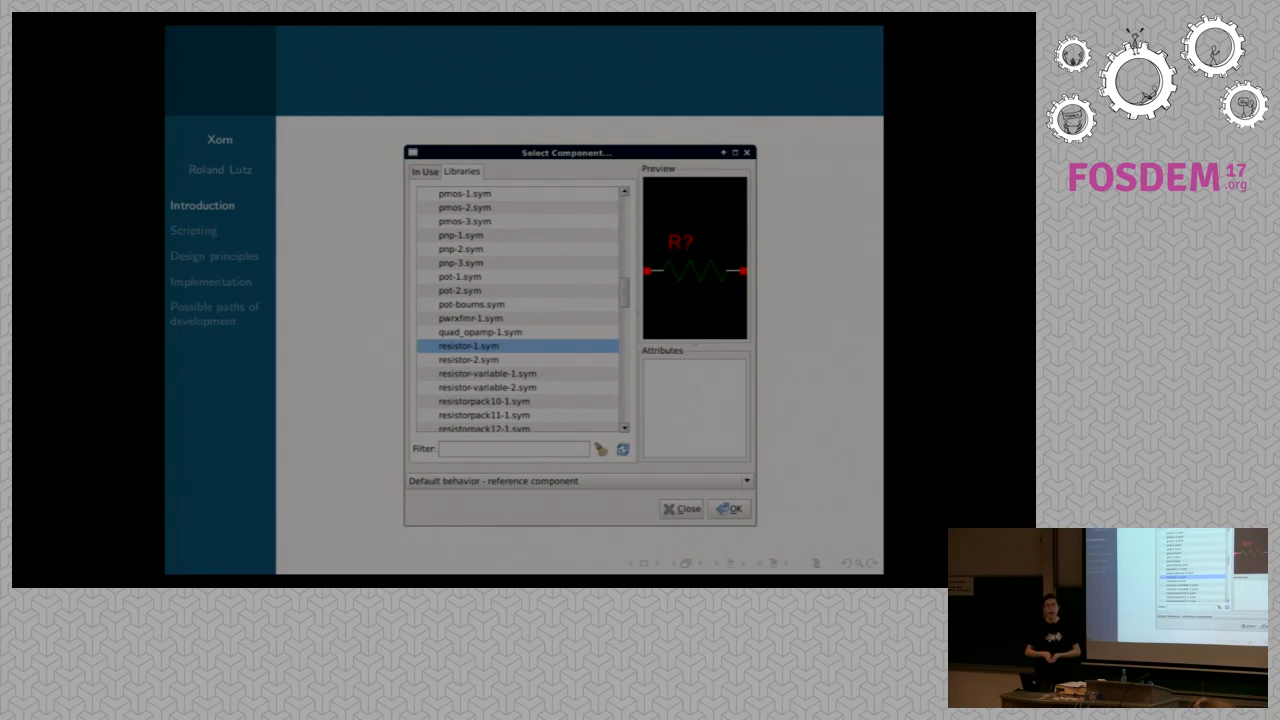 Xorn
Roland Lutz
Introduction
Scripting
Design principles
Implementation
Possible paths of
development
Select Component...
In Use
Libraries
pmos-1.sym
pmos-2.sym
pmos-3.sym
pnp-1.sym
pnp-2.sym
pnp-3.sym
pot-1.sym
pot-2.sym
pot-bourns.sym
pwrxfmr-1.sym
quad_opamp-1.sym
resistor-1.sym
resistor-2.sym
resistor-variable-1.sym
resistor-variable-2.sym
resistorpack10-1.sym
resistorpack11-1.sym
resistorpack12-1.sym
Filter:
Preview
R?
Attributes
Default behavior - reference component
Close
OK
FOSDEM 17
.org